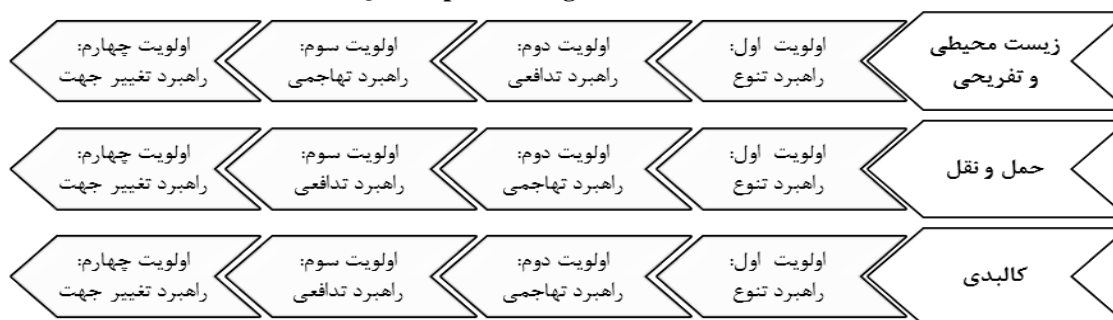 زیست محیطی
و تفریحی
اولویت اول:
راهبرد تنوع
اولویت دوم:
راهبرد تدافعی
اولویت سوم:
راهبرد تهاجمی
اولویت چهارم:
راهبرد تغییر جهت
حمل و نقل
اولویت اول:
راهبرد تنوع
اولویت دوم:
راهبرد تهاجمی
اولویت سوم:
راهبرد تدافعی
اولویت چهارم:
راهبرد تغییر جهت
کالبدی
اولویت اول:
راهبرد تنوع
اولویت دوم:
راهبرد تهاجمی
اولویت سوم:
راهبرد تدافعی
اولویت چهارم:
راهبرد تغییر جهت